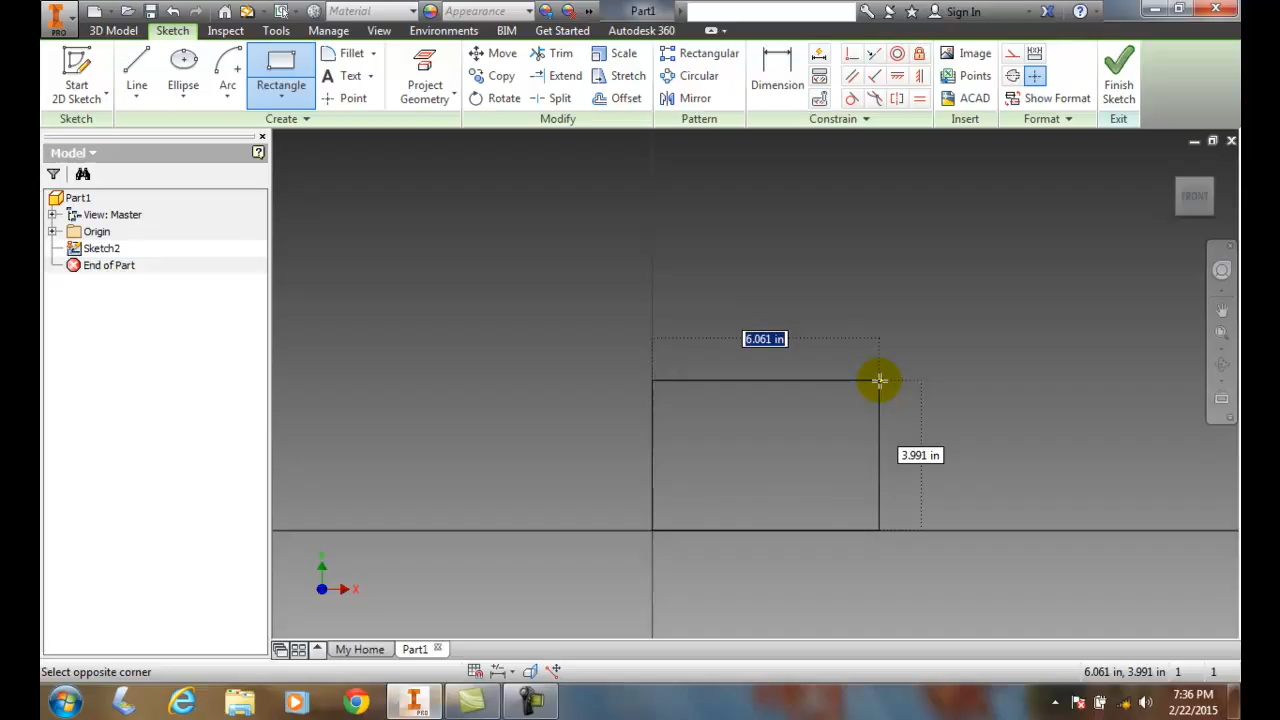 Material
Appearance
Part1
Sign In
PRO
3D Model
Sketch
Inspect
Tools
Manage
View
Environments
BIM
Get Started
Autodesk 360
Start
2D Sketch
Line
Ellipse
Arc
Rectangle
Fillet
Text
Point
Project
Geometry
Move
Copy
Rotate
Trim
Extend
Split
Scale
Stretch
Offset
Rectangular
Circular
Mirror
Dimension
Image
Points
ACAD
Show Format
Finish
Sketch
Sketch
Create
Modify
Pattern
Constrain
Insert
Format
Exit
Model
Part1
View: Master
Origin
Sketch2
End of Part
FRONT
6.061 in
3.991 in
X
My Home
Part1
Select opposite corner
6.061 in, 3.991 in
1
1
PRO
7:36 PM
2/22/2015